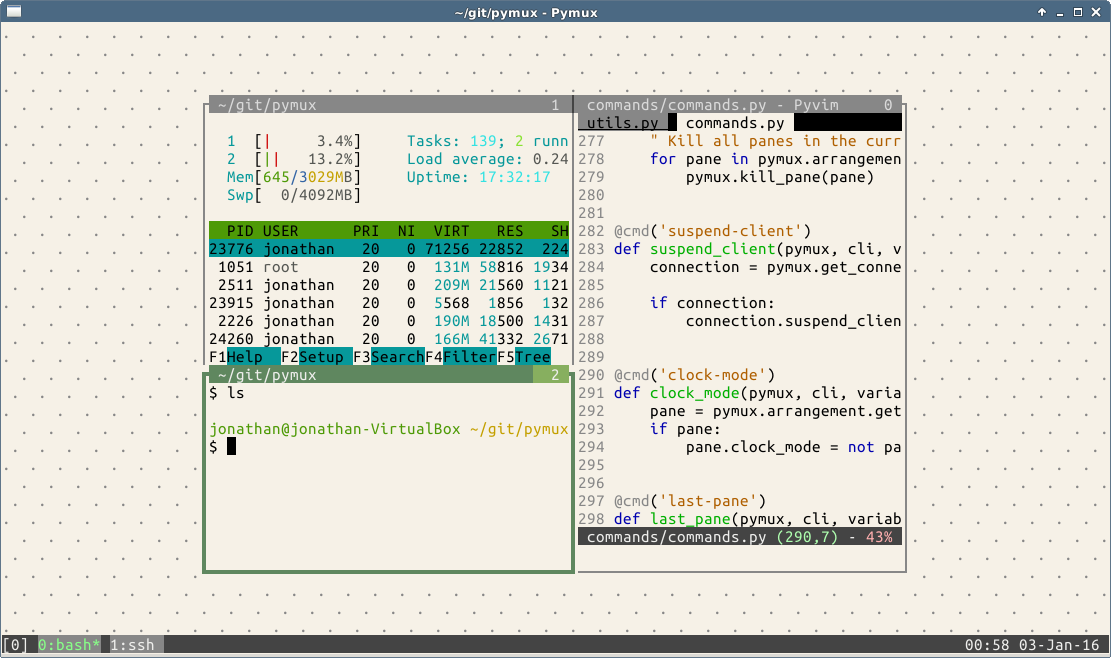 ~/git/pymux - Pymux
~/git/pymux 1
1 [| 3.4%] Tasks: 139; 2 runn
2 [|| 13.2%] Load average: 0.24
Mem[645/3029MB] Uptime: 17:32:17
Swp[ 0/4092MB]
PID USER PRI NI VIRT RES SH
23776 jonathan 20 0 71256 22852 224
1051 root 20 0 131M 58816 1934
2511 jonathan 20 0 209M 21560 1121
23915 jonathan 20 0 5568 1856 132
2226 jonathan 20 0 190M 18500 1431
24260 jonathan 20 0 166M 41332 2671
F1Help F2Setup F3SearchF4FilterF5Tree
~/git/pymux 2
$ ls
jonathan@jonathan-VirtualBox ~/git/pymux
$
commands/commands.py - Pyvim 0
utils.py commands.py
277 " Kill all panes in the curr
278 for pane in pymux.arrangemen
279 pymux.kill_pane(pane)
280
281
282 @cmd('suspend-client')
283 def suspend_client(pymux, cli, v
284 connection = pymux.get_conne
285
286 if connection:
287 connection.suspend_clien
288
289
290 @cmd('clock-mode')
291 def clock_mode(pymux, cli, varia
292 pane = pymux.arrangement.get
293 if pane:
294 pane.clock_mode = not pa
295
296
297 @cmd('last-pane')
298 def last_pane(pymux, cli, variab
commands/commands.py (290,7) - 43%
[0] 0:bash* 1:ssh 00:58 03-Jan-16